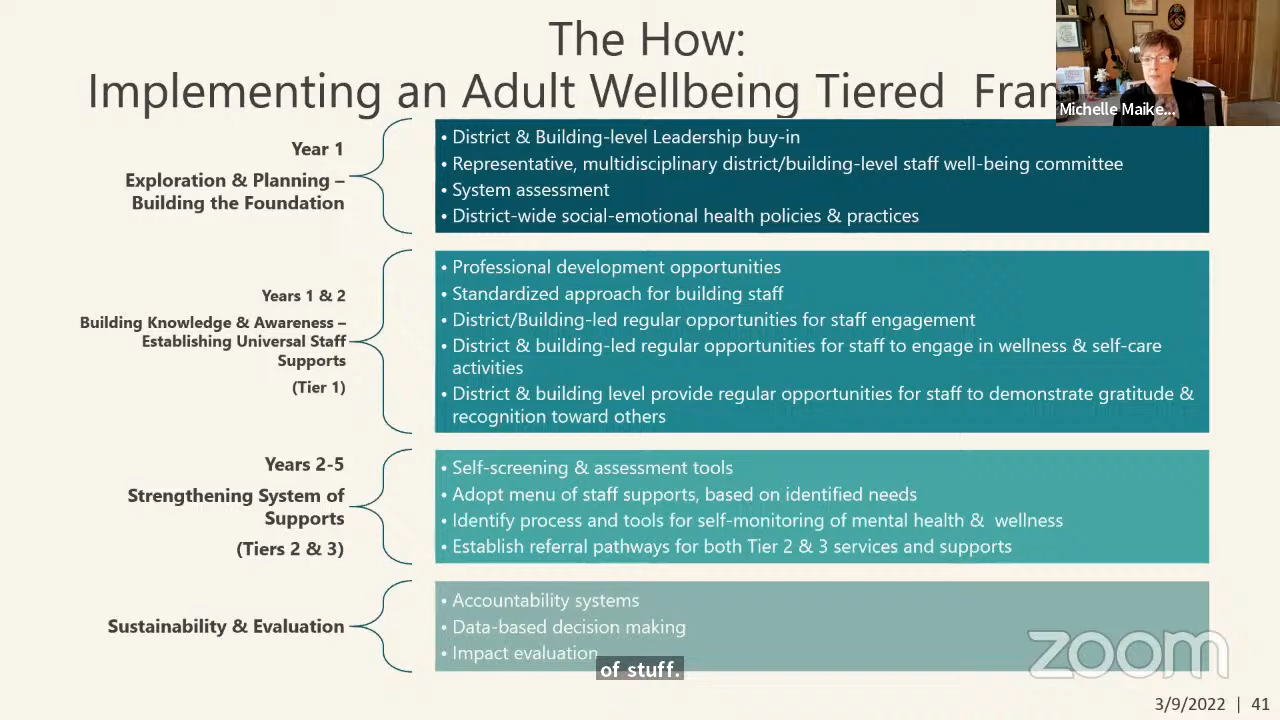 The How:
Implementing an Adult Wellbeing Tiered Fram
Michelle Maike...
Year 1
Exploration & Planning –
Building the Foundation
• District & Building-level Leadership buy-in
• Representative, multidisciplinary district/building-level staff well-being committee
• System assessment
• District-wide social-emotional health policies & practices
Years 1 & 2
Building Knowledge & Awareness –
Establishing Universal Staff
Supports
(Tier 1)
• Professional development opportunities
• Standardized approach for building staff
• District/Building-led regular opportunities for staff engagement
• District & building-led regular opportunities for staff to engage in wellness & self-care
activities
• District & building level provide regular opportunities for staff to demonstrate gratitude &
recognition toward others
Years 2-5
Strengthening System of
Supports
(Tiers 2 & 3)
• Self-screening & assessment tools
• Adopt menu of staff supports, based on identified needs
• Identify process and tools for self-monitoring of mental health & wellness
• Establish referral pathways for both Tier 2 & 3 services and supports
Sustainability & Evaluation
• Accountability systems
• Data-based decision making
• Impact evaluation
of stuff.
zoom
3/9/2022 | 41